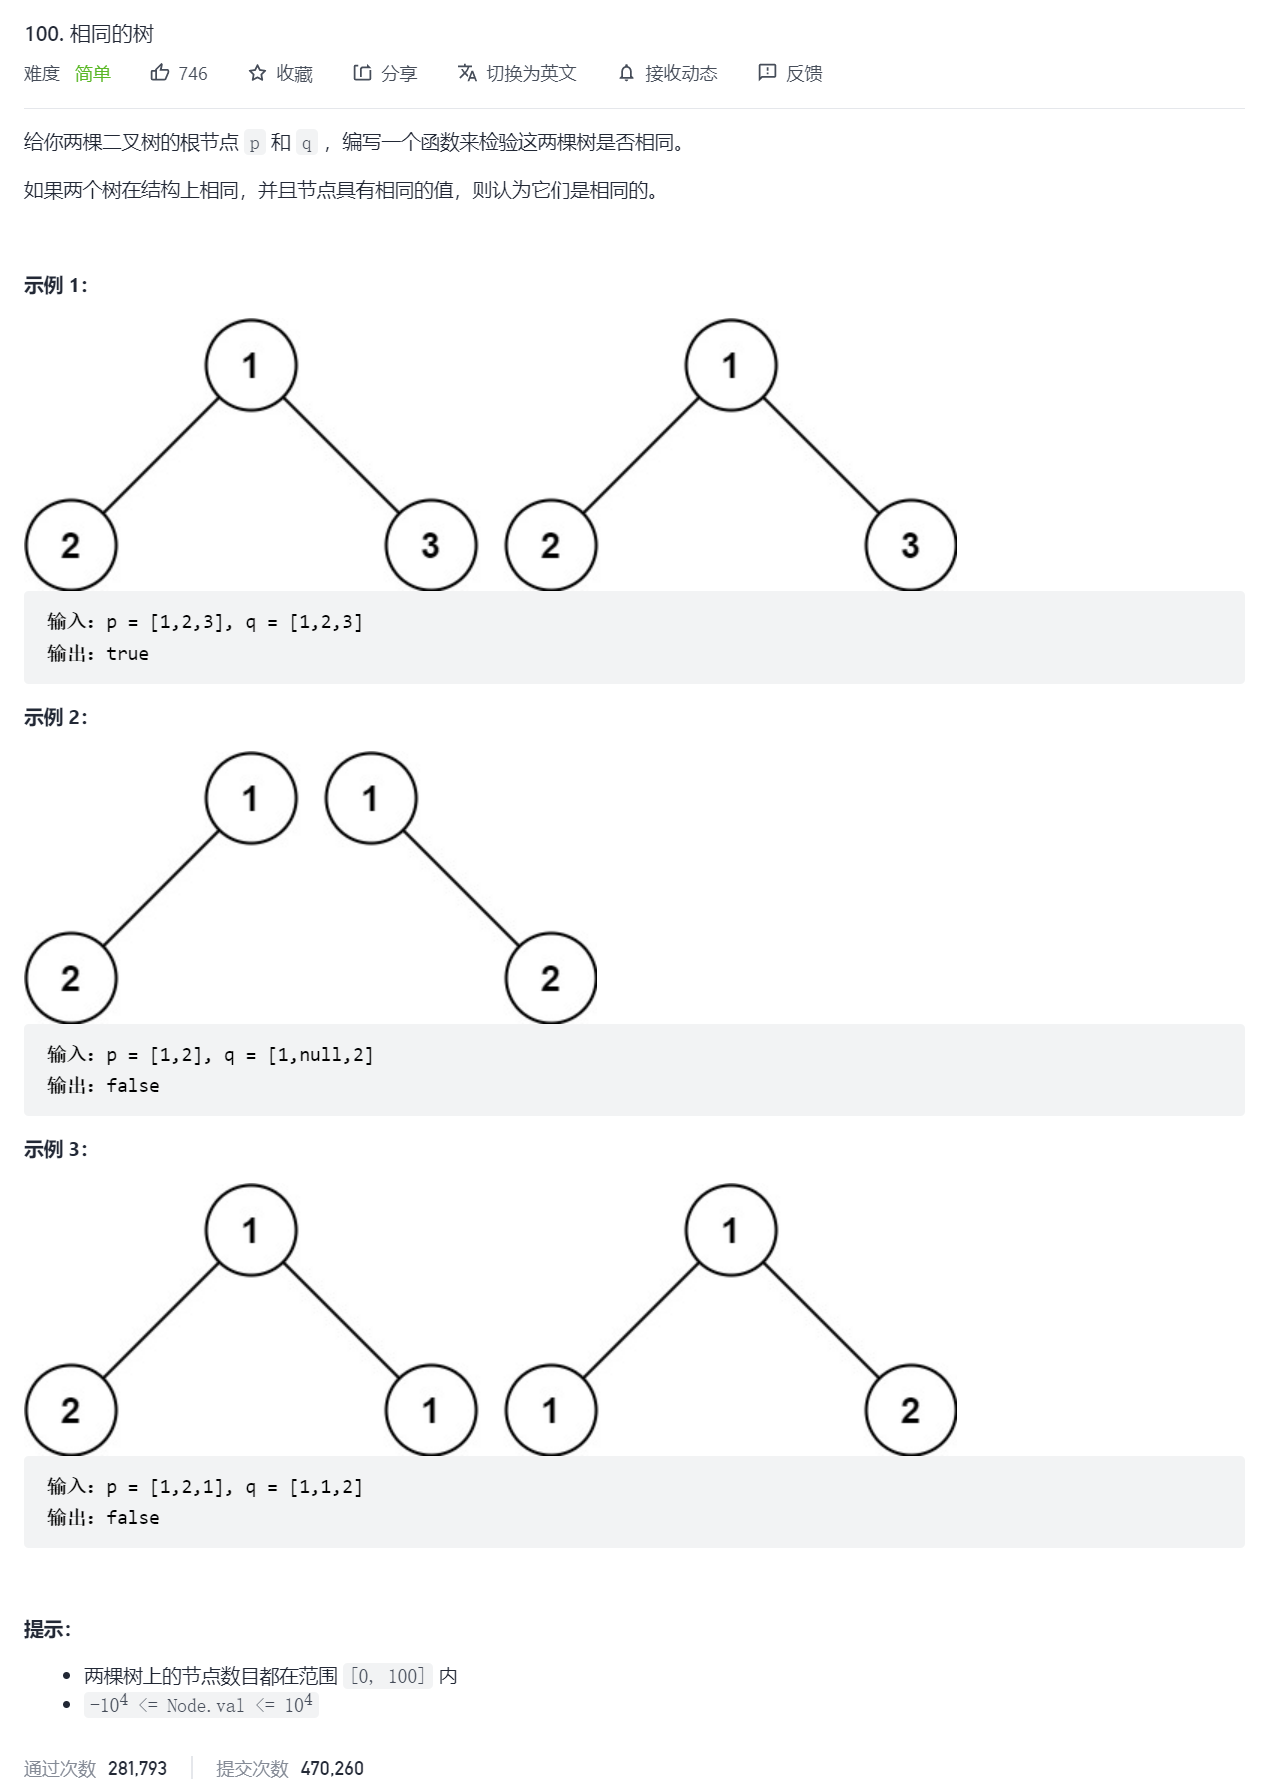 100. 相同的树
难度 简单 746 收藏 分享 切换为英文 接收动态 反馈
给你两棵二叉树的根节点 p 和 q ，编写一个函数来检验这两棵树是否相同。
如果两个树在结构上相同，并且节点具有相同的值，则认为它们是相同的。
示例 1：
1 1
2 3 2 3
输入：p = [1,2,3], q = [1,2,3]
输出：true
示例 2：
1 1
2 2
输入：p = [1,2], q = [1,null,2]
输出：false
示例 3：
1 1
2 1 1 2
输入：p = [1,2,1], q = [1,1,2]
输出：false
提示：
• 两棵树上的节点数目都在范围 [0, 100] 内
• -10⁴ <= Node.val <= 10⁴
通过次数 281,793 | 提交次数 470,260